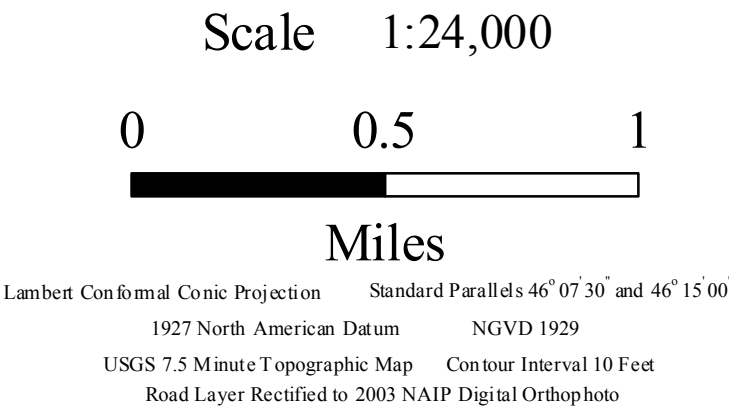 Scale 1:24,000
0 0.5 1
Miles
Lambert Conformal Conic Projection Standard Parallels 46° 07' 30" and 46° 15' 00'
1927 North American Datum NGVD 1929
USGS 7.5 Minute Topographic Map Contour Interval 10 Feet
Road Layer Rectified to 2003 NAIP Digital Orthophoto